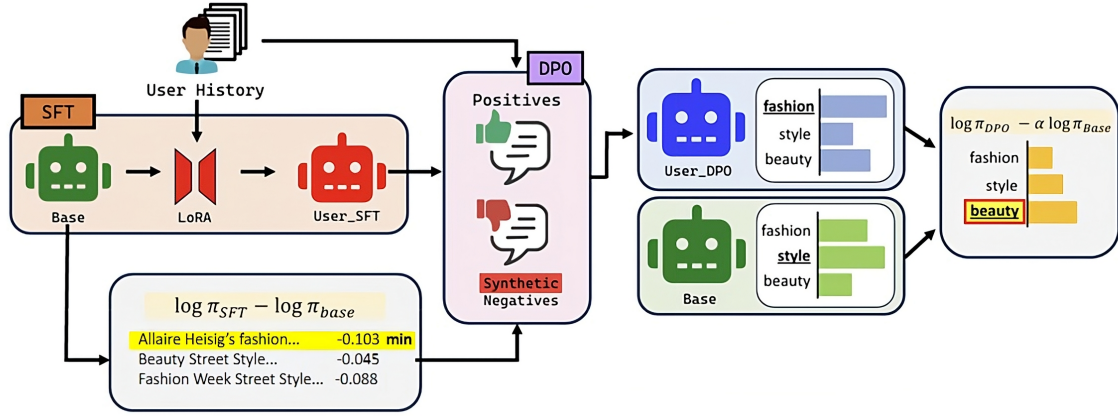 User History
SFT
Base
LoRA
User_SFT
log π_SFT − log π_base
Allaire Heisig's fashion... -0.103 min
Beauty Street Style... -0.045
Fashion Week Street Style... -0.088
DPO
Positives
Synthetic
Negatives
User_DPO
fashion
style
beauty
Base
fashion
style
beauty
log π_DPO − α log π_Base
fashion
style
beauty